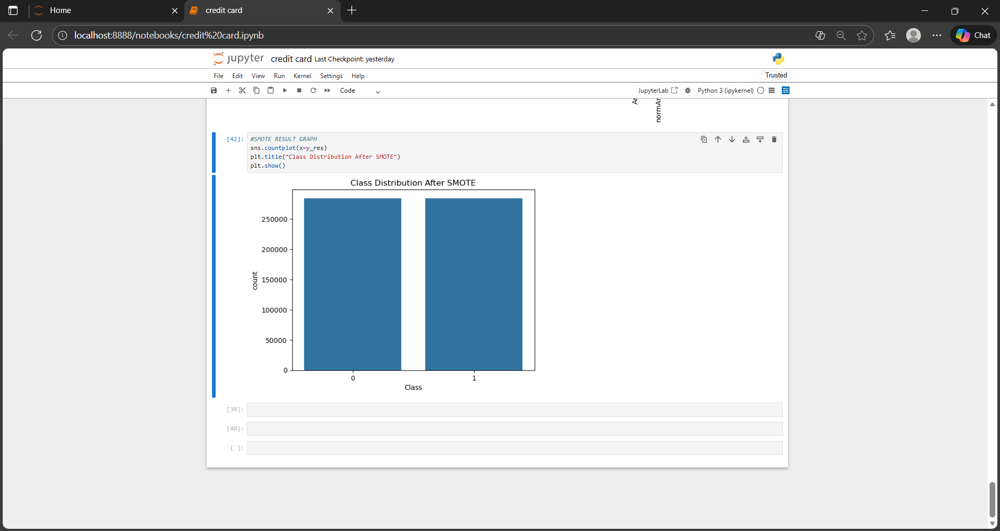 Home
credit card
localhost:8888/notebooks/credit%20card.ipynb
Chat
jupyter credit card Last Checkpoint: yesterday
File Edit View Run Kernel Settings Help
Trusted
Code
JupyterLab
Python 3 (ipykernel)
[42]:
#SMOTE RESULT GRAPH
sns.countplot(x=y_res)
plt.title("Class Distribution After SMOTE")
plt.show()
Class Distribution After SMOTE
250000
200000
150000
100000
50000
0
count
0 1
Class
[38]:
[40]:
[ ]: